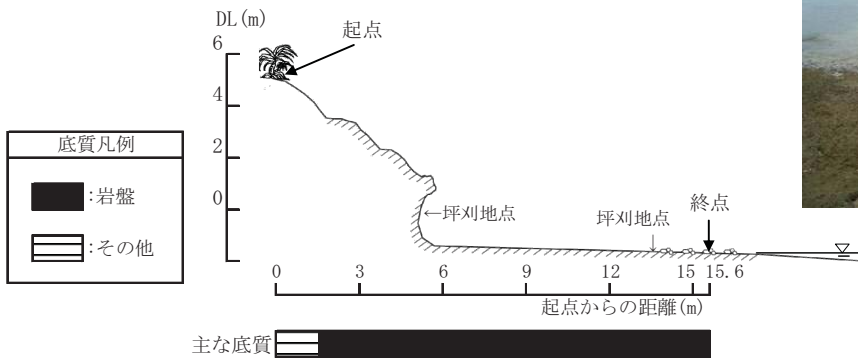 DL(m)
6
4
2
0
起点
底質凡例
:岩盤
:その他
←坪刈地点
坪刈地点
終点
0 3 6 9 12 15 15.6
起点からの距離(m)
主な底質